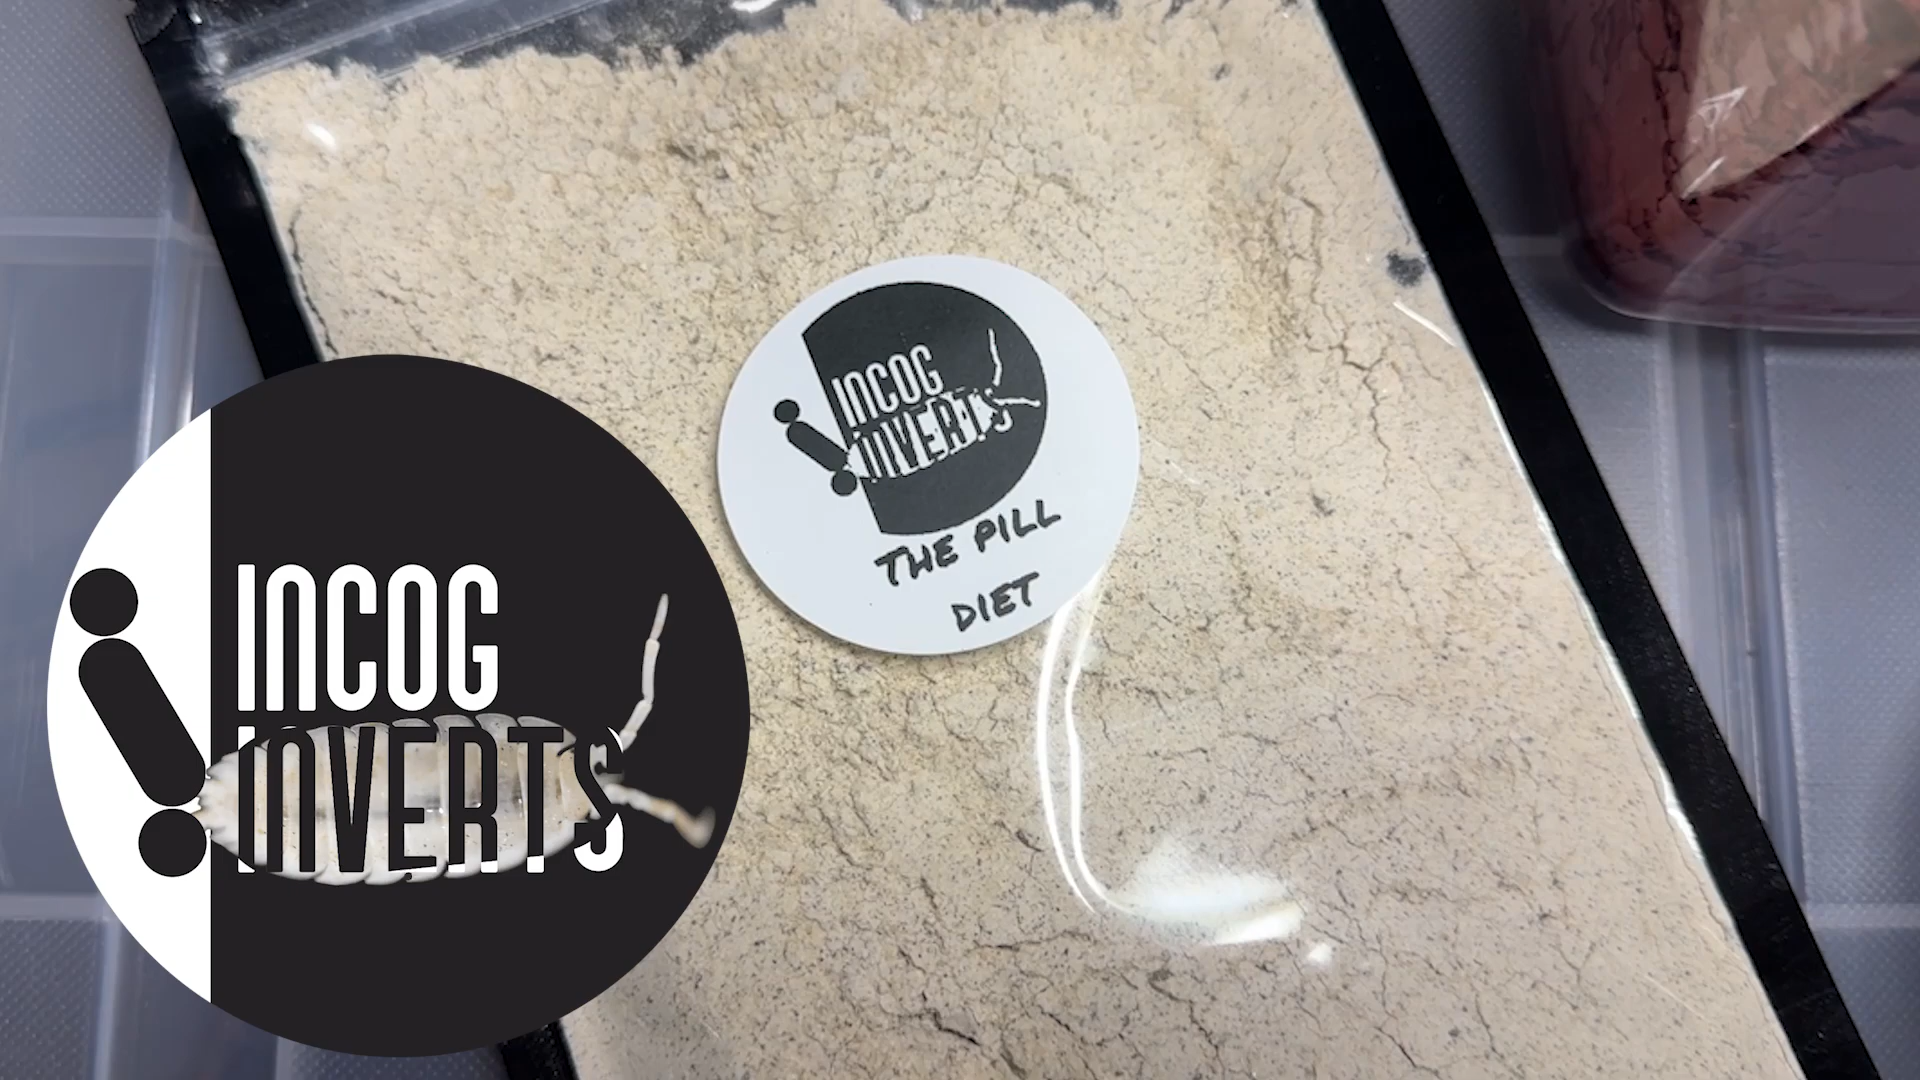 INCOG
INVERTS
THE PILL
DIET
INCOG
INVERTS